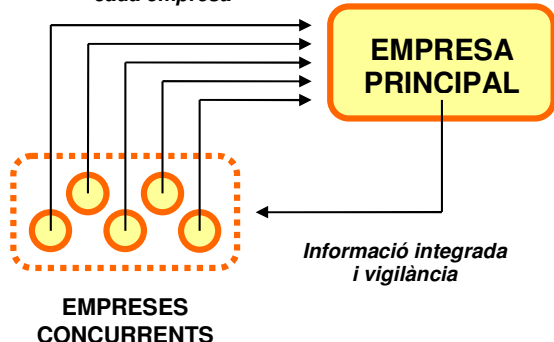 cada empresa
EMPRESA
PRINCIPAL
Informació integrada
i vigilància
EMPRESES
CONCURRENTS